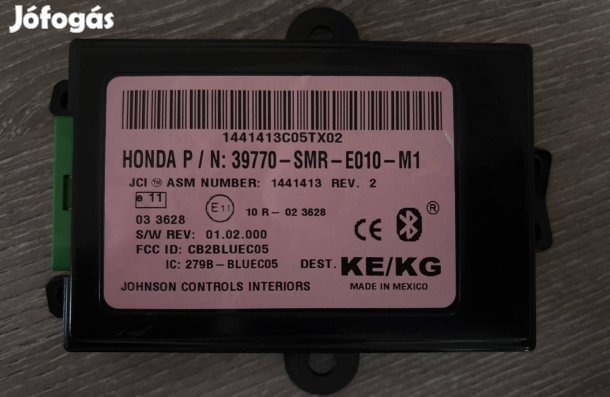 Jófogás
1441413C05TX02
HONDA P / N: 39770-SMR-E010-M1
JCI TM ASM NUMBER: 1441413 REV. 2
e 11
03 3628
E11
10 R - 02 3628
S/W REV: 01.02.000
FCC ID: CB2BLUEC05
IC: 279B-BLUEC05
CE ®
DEST. KE/KG
JOHNSON CONTROLS INTERIORS
MADE IN MEXICO